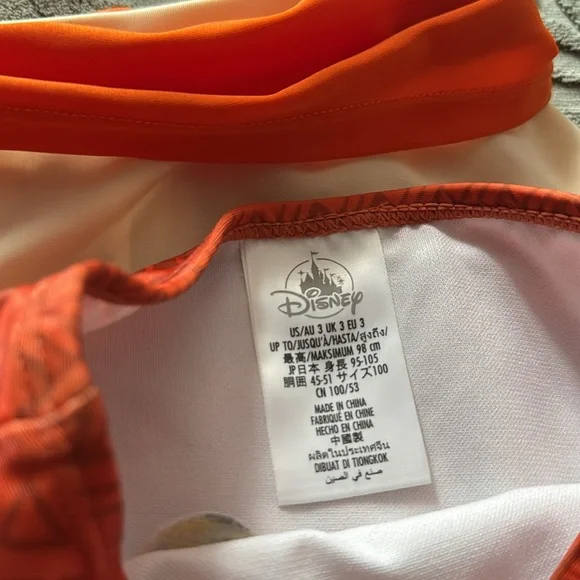 Disney
US/AU 3 UK 3 EU 3
UP TO/JUSQU'À/HASTA/สูงถึง/
最高/MAKSIMUM 98 cm
JP日本 身長 95-105
胴囲 45-51 サイズ100
CN 100/53
MADE IN CHINA
FABRIQUÉ EN CHINE
HECHO EN CHINA
中國製
ผลิตในประเทศจีน
DIBUAT DI TIONGKOK
صنع في الصين